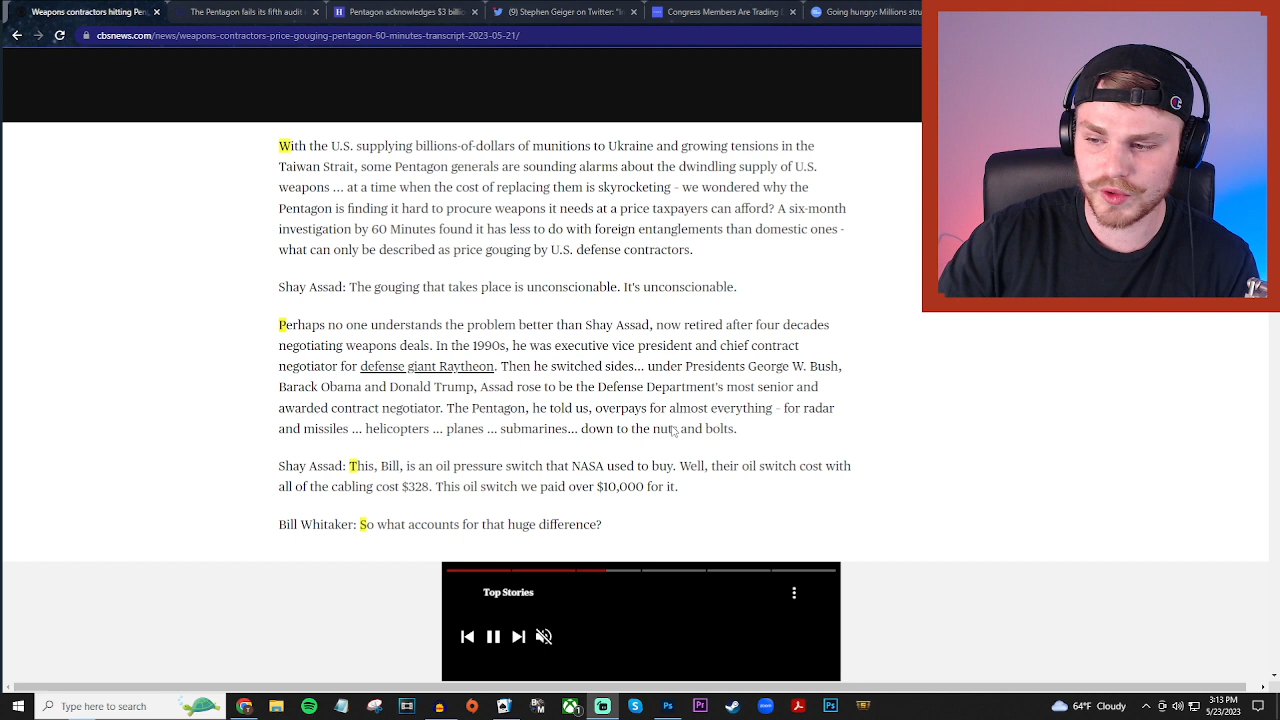 Weapons contractors hitting Pen
The Pentagon fails its fifth audit
Pentagon acknowledges $3 billi
(9) Stephen Geiger on Twitter: "le
Congress Members Are Trading
Going hungry: Millions stru
cbsnews.com/news/weapons-contractors-price-gouging-pentagon-60-minutes-transcript-2023-05-21/
With the U.S. supplying billions-of-dollars of munitions to Ukraine and growing tensions in the
Taiwan Strait, some Pentagon generals are sounding alarms about the dwindling supply of U.S.
weapons ... at a time when the cost of replacing them is skyrocketing - we wondered why the
Pentagon is finding it hard to procure weapons it needs at a price taxpayers can afford? A six-month
investigation by 60 Minutes found it has less to do with foreign entanglements than domestic ones -
what can only be described as price gouging by U.S. defense contractors.
Shay Assad: The gouging that takes place is unconscionable. It's unconscionable.
Perhaps no one understands the problem better than Shay Assad, now retired after four decades
negotiating weapons deals. In the 1990s, he was executive vice president and chief contract
negotiator for defense giant Raytheon. Then he switched sides... under Presidents George W. Bush,
Barack Obama and Donald Trump, Assad rose to be the Defense Department's most senior and
awarded contract negotiator. The Pentagon, he told us, overpays for almost everything - for radar
and missiles ... helicopters ... planes ... submarines... down to the nuts and bolts.
Shay Assad: This, Bill, is an oil pressure switch that NASA used to buy. Well, their oil switch cost with
all of the cabling cost $328. This oil switch we paid over $10,000 for it.
Bill Whitaker: So what accounts for that huge difference?
Top Stories
Type here to search
64°F Cloudy
3:13 PM
5/23/2023